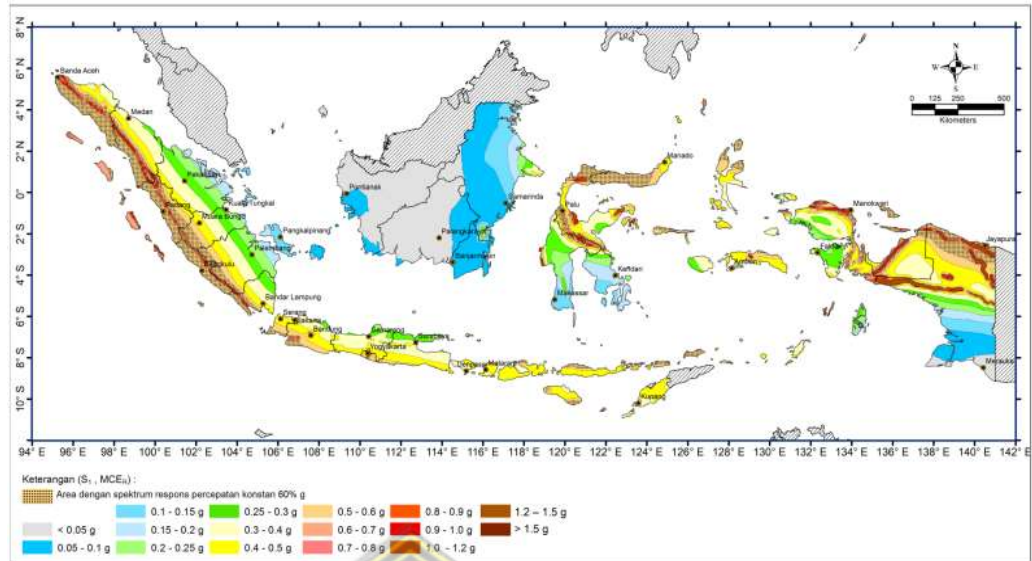 8° N
6° N
4° N
2° N
0°
2° S
4° S
6° S
8° S
10° S
N
W
E
S
0 125 250 500
Kilometers
Banda Aceh
Medan
Pekanbaru
Kuala Tungkal
Padang
Muara Bungo
Pangkalpinang
Palembang
Bengkulu
Bandar Lampung
Serang
Jakarta
Bandung
Semarang
Surabaya
Yogyakarta
Denpasar
Mataram
Kupang
Pontianak
Samarinda
Palangkaraya
Banjarmasin
Manado
Palu
Kendari
Makassar
Ambon
Manokwari
Jayapura
Merauke
94° E 96° E 98° E 100° E 102° E 104° E 106° E 108° E 110° E 112° E 114° E 116° E 118° E 120° E 122° E 124° E 126° E 128° E 130° E 132° E 134° E 136° E 138° E 140° E 142° E
Keterangan (S₁ , MCEᵣ) :
Area dengan spektrum respons percepatan konstan 60% g
0.1 - 0.15 g 0.25 - 0.3 g 0.5 - 0.6 g 0.8 - 0.9 g 1.2 – 1.5 g
< 0.05 g 0.15 - 0.2 g 0.3 - 0.4 g 0.6 - 0.7 g 0.9 - 1.0 g > 1.5 g
0.05 - 0.1 g 0.2 - 0.25 g 0.4 - 0.5 g 0.7 - 0.8 g 1.0 - 1.2 g